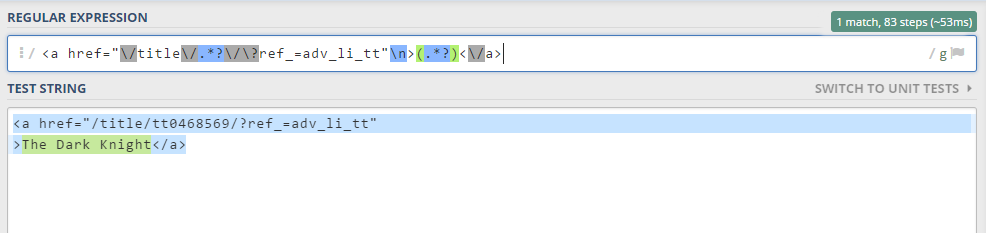 REGULAR EXPRESSION
1 match, 83 steps (~53ms)
/ <a href="\/title\/.*?\/\?ref_=adv_li_tt"\n>(.*?)<\/a> / g
TEST STRING
SWITCH TO UNIT TESTS
<a href="/title/tt0468569/?ref_=adv_li_tt"
>The Dark Knight</a>